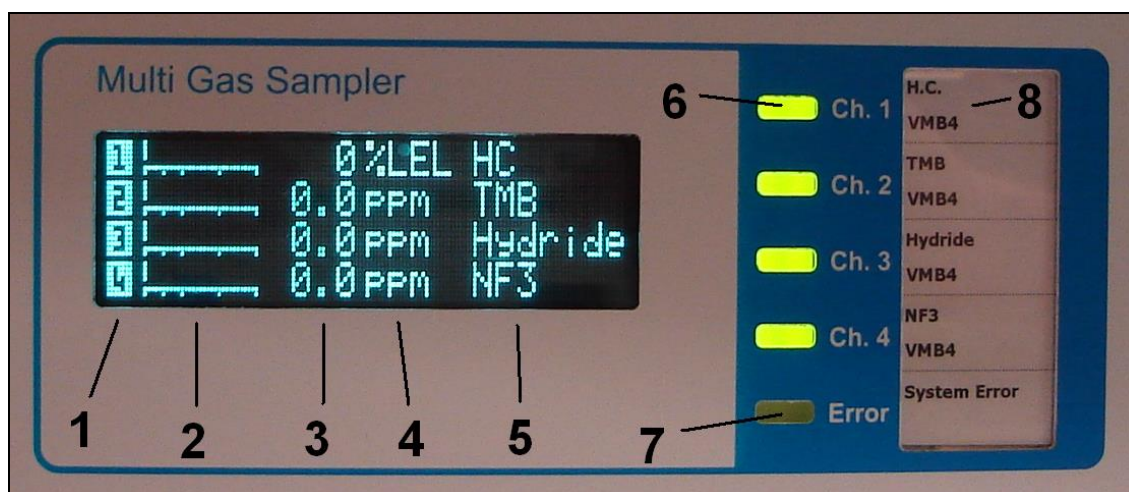 Multi Gas Sampler
1 0 %LEL HC
2 0.0 ppm TMB
3 0.0 ppm Hydride
4 0.0 ppm NF3
1 2 3 4 5
6
7
8
Ch. 1
Ch. 2
Ch. 3
Ch. 4
Error
H.C.
VMB4
TMB
VMB4
Hydride
VMB4
NF3
VMB4
System Error